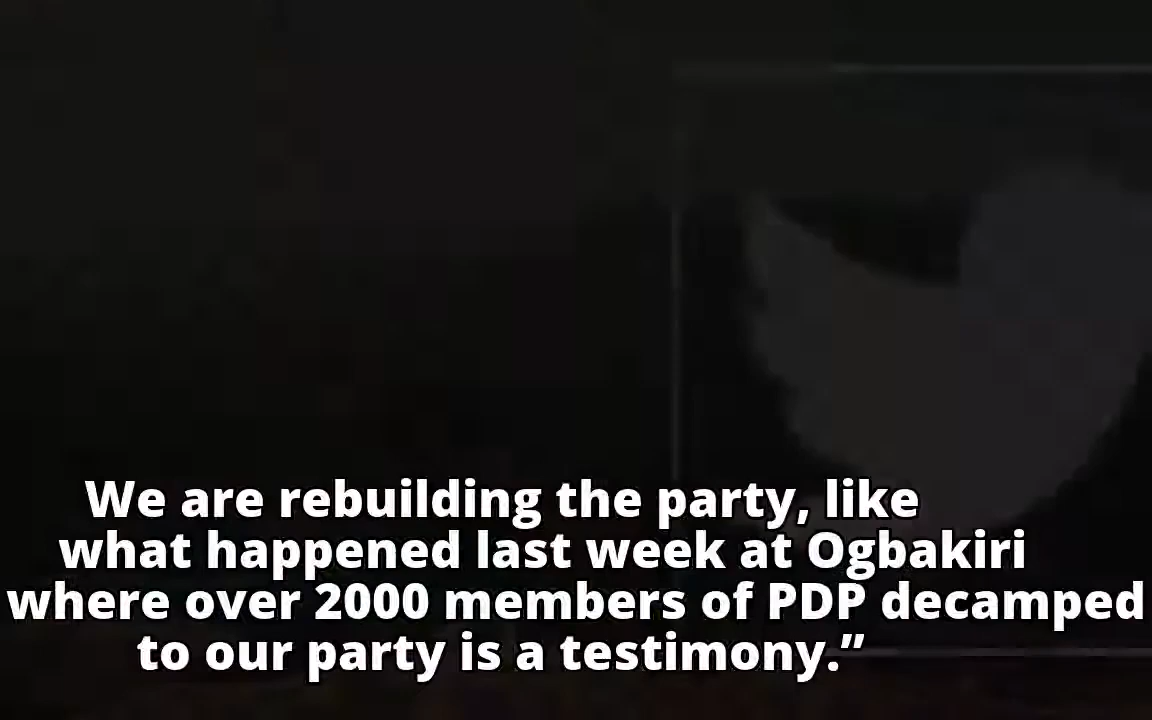 We are rebuilding the party, like
what happened last week at Ogbakiri
where over 2000 members of PDP decamped
to our party is a testimony.”